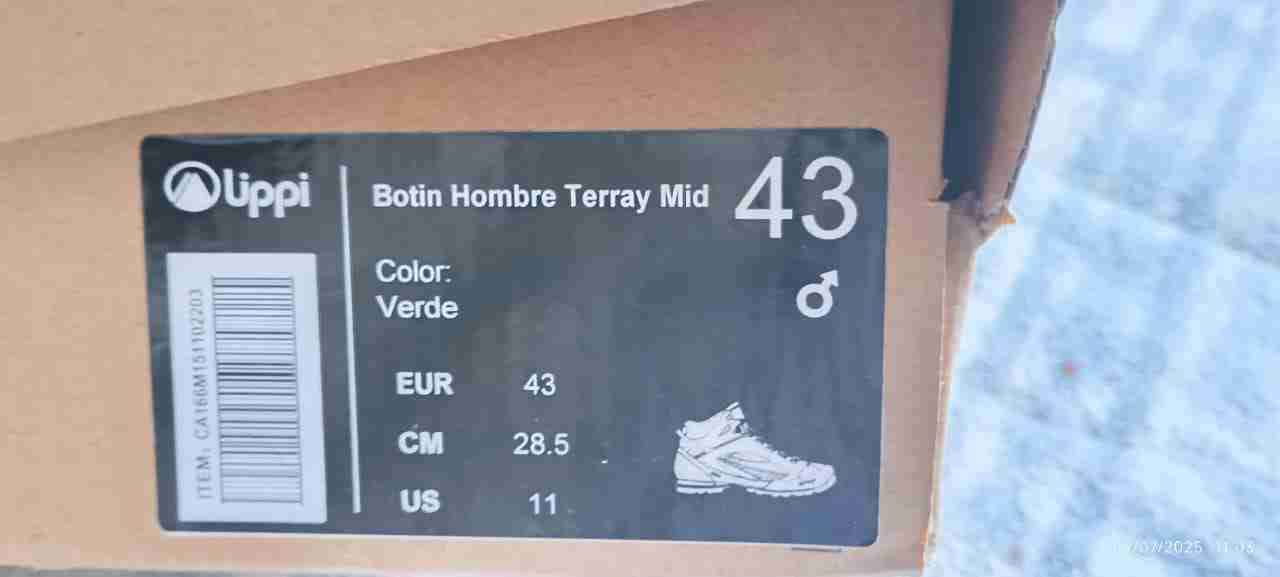 Lippi
Botin Hombre Terray Mid
43
Color:
Verde
EUR 43
CM 28.5
US 11
ITEM: CA166M151102203